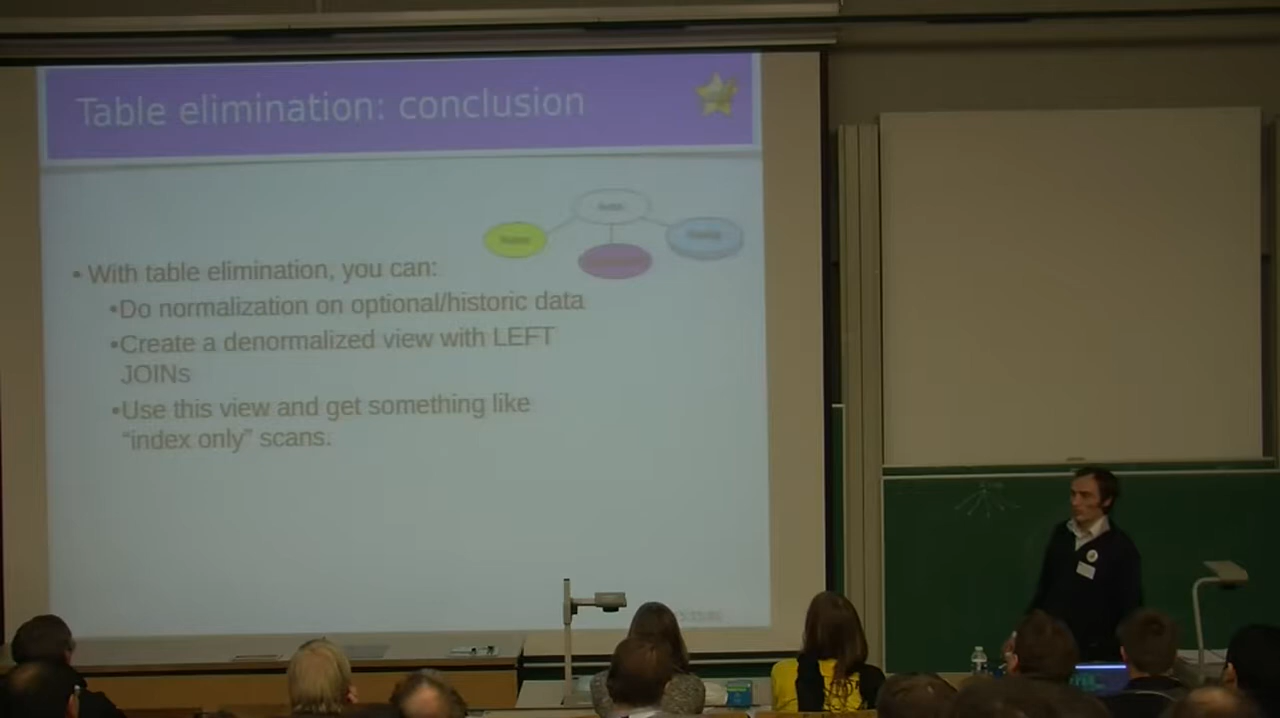 Table elimination: conclusion
• With table elimination, you can:
•Do normalization on optional/historic data
•Create a denormalized view with LEFT
JOINs
•Use this view and get something like
“index only” scans.